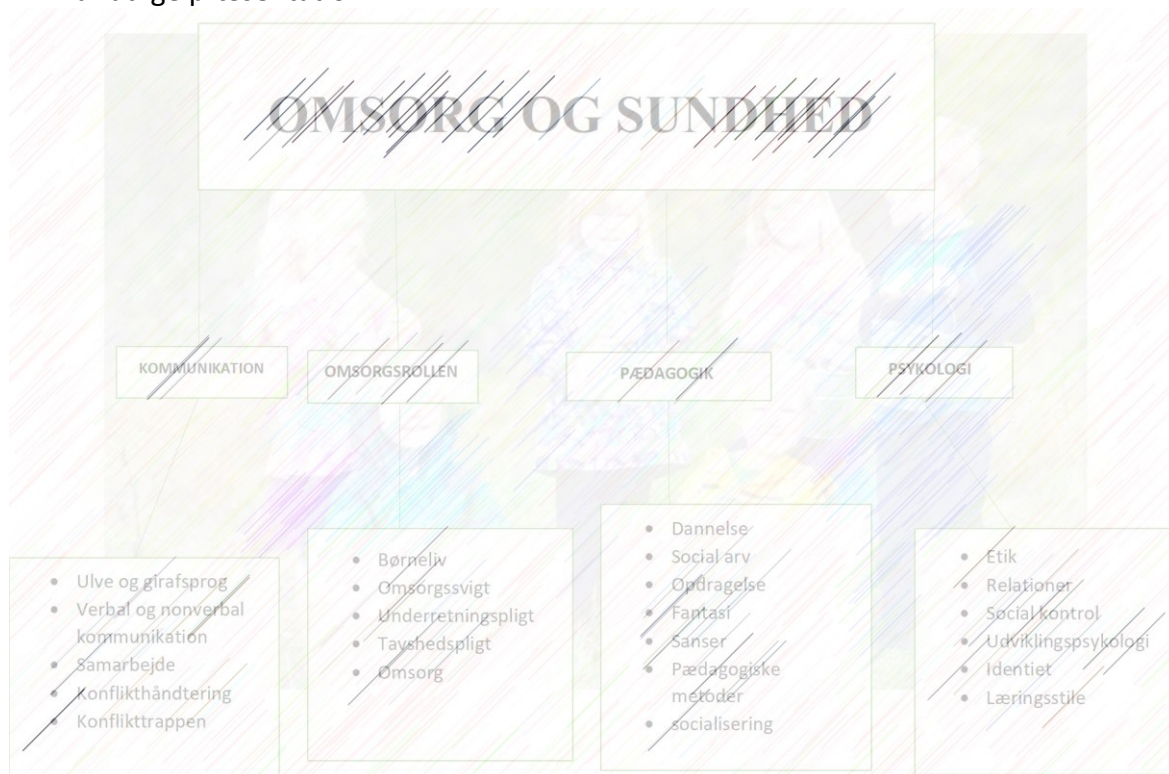 OMSORG OG SUNDHED
KOMMUNIKATION
OMSORGSROLLEN
PÆDAGOGIK
PSYKOLOGI
• Ulve og girafsprog
• Verbal og nonverbal
kommunikation
• Samarbejde
• Konflikthåndtering
• Konflikttrappen
• Børneliv
• Omsorgssvigt
• Underretningspligt
• Tavshedspligt
• Omsorg
• Dannelse
• Social arv
• Opdragelse
• Fantasi
• Sanser
• Pædagogiske
metoder
• socialisering
• Etik
• Relationer
• Social kontrol
• Udviklingspsykologi
• Identiet
• Læringsstile